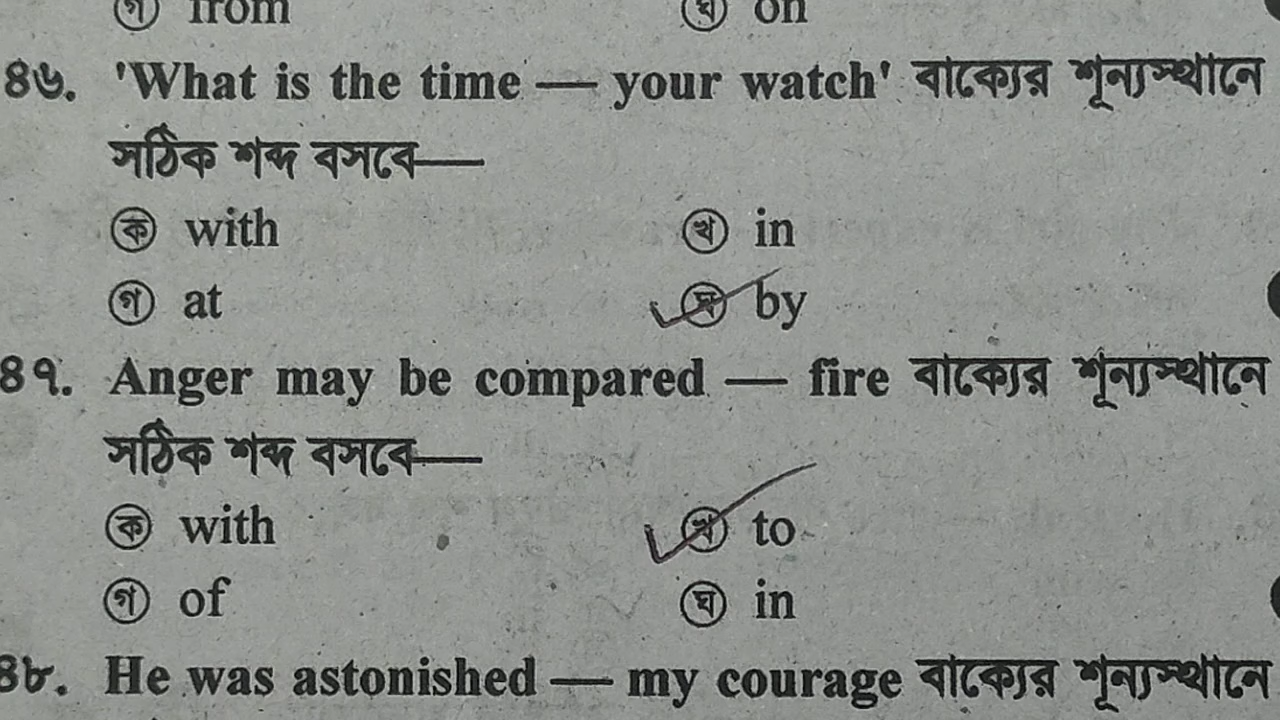 গ from ঘ on
৪৬. 'What is the time — your watch' বাক্যের শূন্যস্থানে
সঠিক শব্দ বসবে—
ক with খ in
গ at ঘ by
৪৭. Anger may be compared — fire বাক্যের শূন্যস্থানে
সঠিক শব্দ বসবে—
ক with খ to
গ of ঘ in
৪৮. He was astonished — my courage বাক্যের শূন্যস্থানে